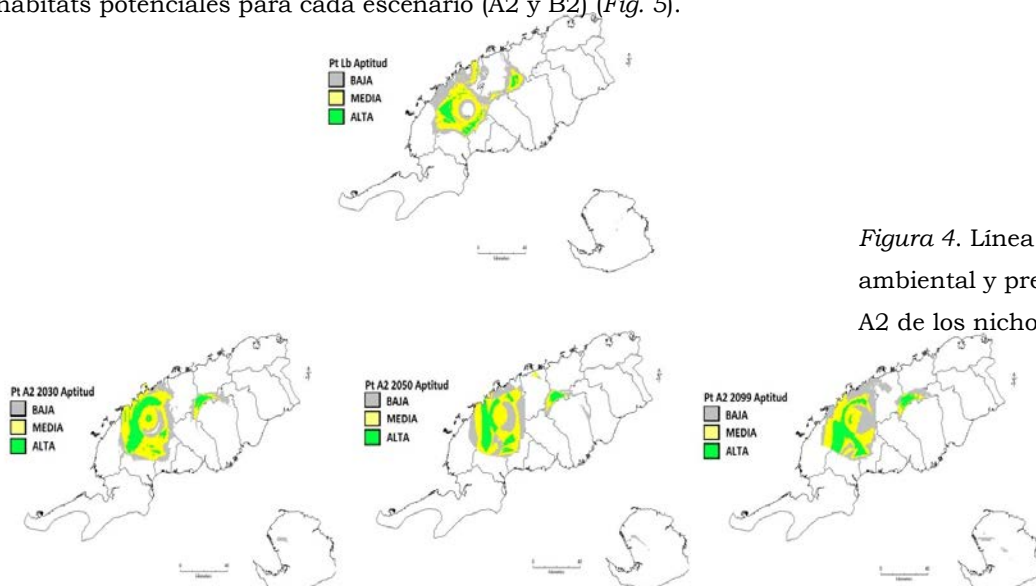 hábitats potenciales para cada escenario (A2 y B2) (Fig. 5).
Pt Lb Aptitud
BAJA
MEDIA
ALTA
Figura 4. Línea
ambiental y pre
A2 de los nicho
Pt A2 2030 Aptitud
BAJA
MEDIA
ALTA
Pt A2 2050 Aptitud
BAJA
MEDIA
ALTA
Pt A2 2099 Aptitud
BAJA
MEDIA
ALTA